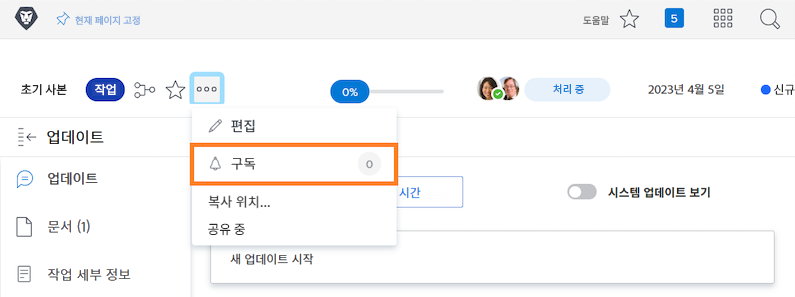 현재 페이지 고정
도움말
5
초기 사본
작업
0%
처리 중
2023년 4월 5일
신규
업데이트
편집
구독
0
업데이트
시간
시스템 업데이트 보기
복사 위치...
문서 (1)
공유 중
새 업데이트 시작
작업 세부 정보